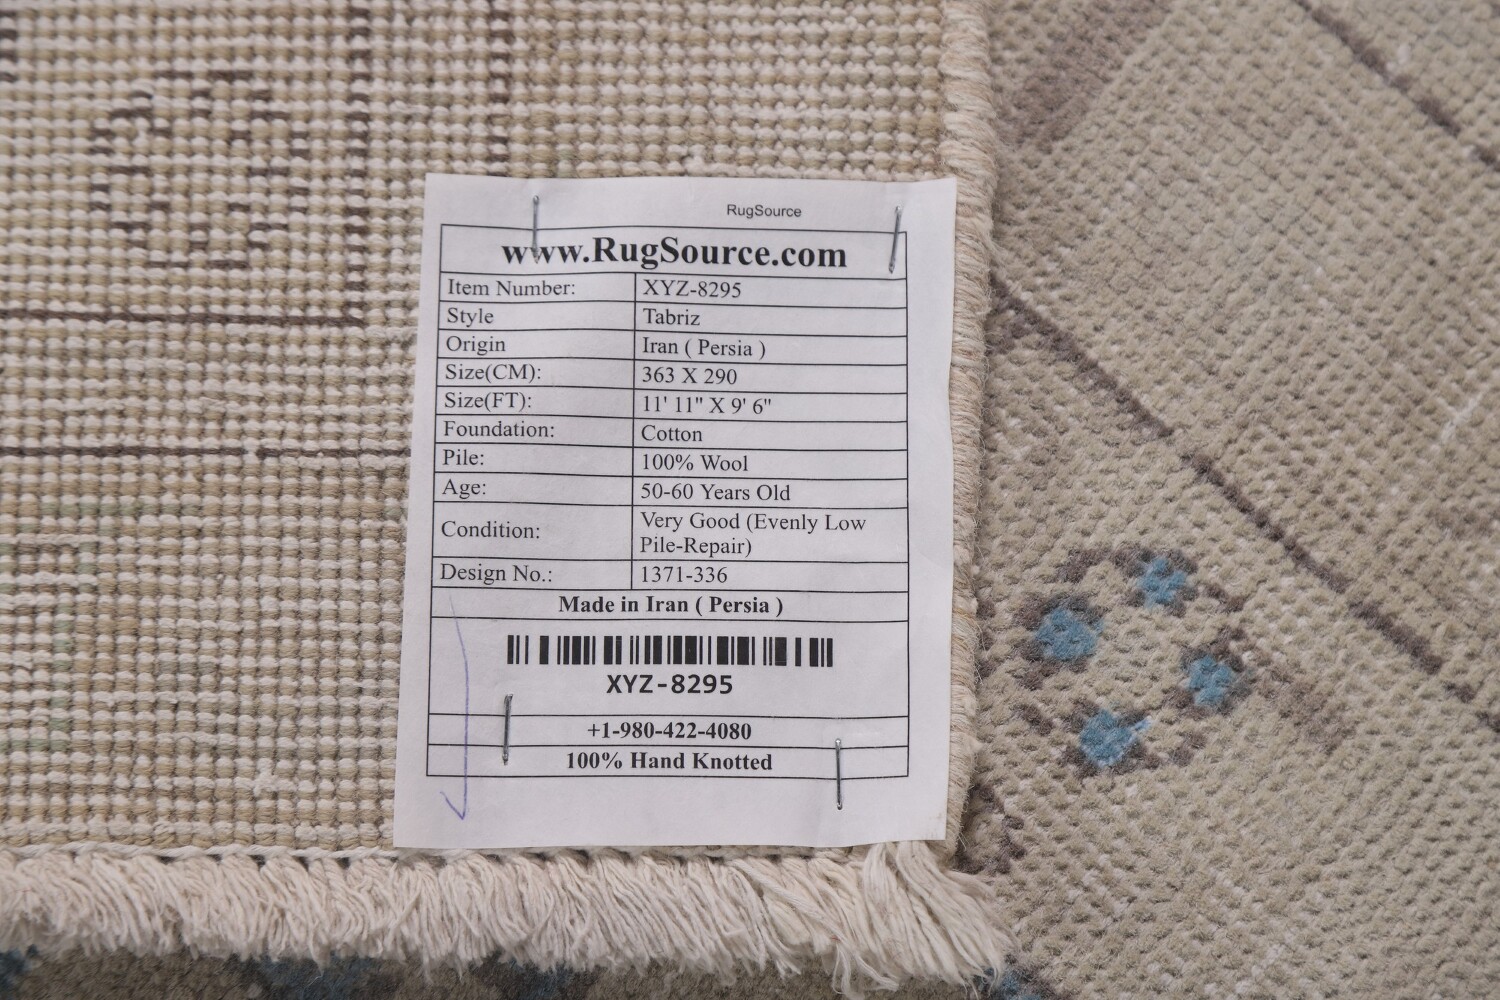 RugSource
www.RugSource.com
Item Number: XYZ-8295
Style Tabriz
Origin Iran ( Persia )
Size(CM): 363 X 290
Size(FT): 11' 11" X 9' 6"
Foundation: Cotton
Pile: 100% Wool
Age: 50-60 Years Old
Condition: Very Good (Evenly Low
Pile-Repair)
Design No.: 1371-336
Made in Iran ( Persia )
XYZ-8295
+1-980-422-4080
100% Hand Knotted